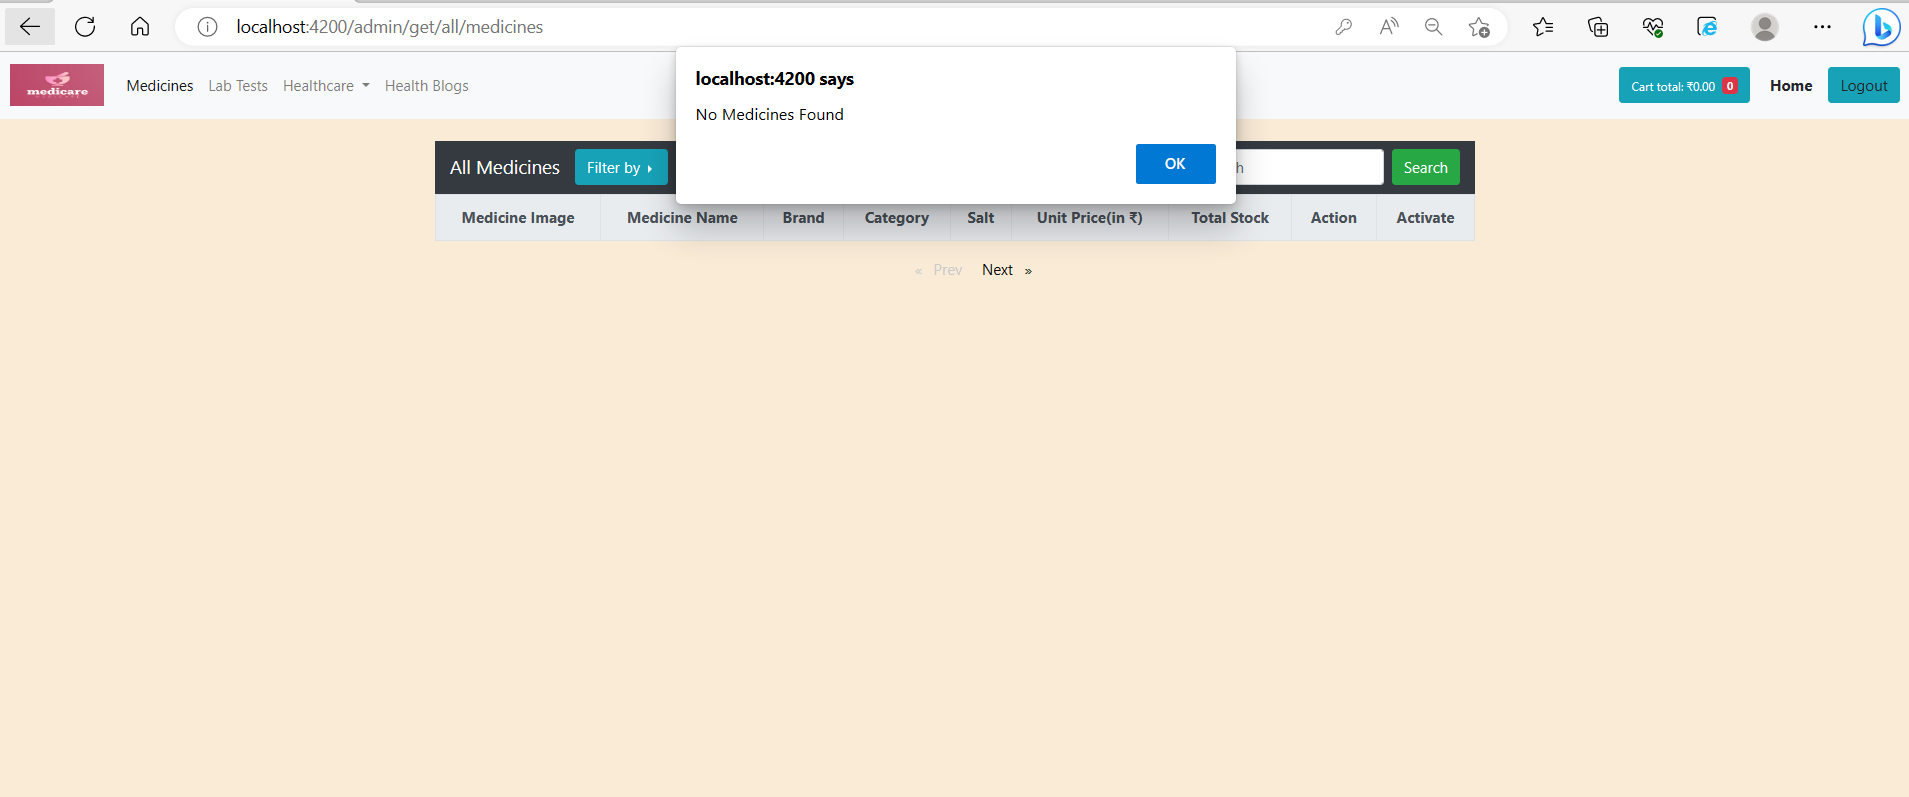 localhost:4200/admin/get/all/medicines
localhost:4200 says
No Medicines Found
OK
medicare
Medicines Lab Tests Healthcare Health Blogs
Cart total: ₹0.00 0 Home Logout
All Medicines Filter by Search
Medicine Image Medicine Name Brand Category Salt Unit Price(in ₹) Total Stock Action Activate
« Prev Next »